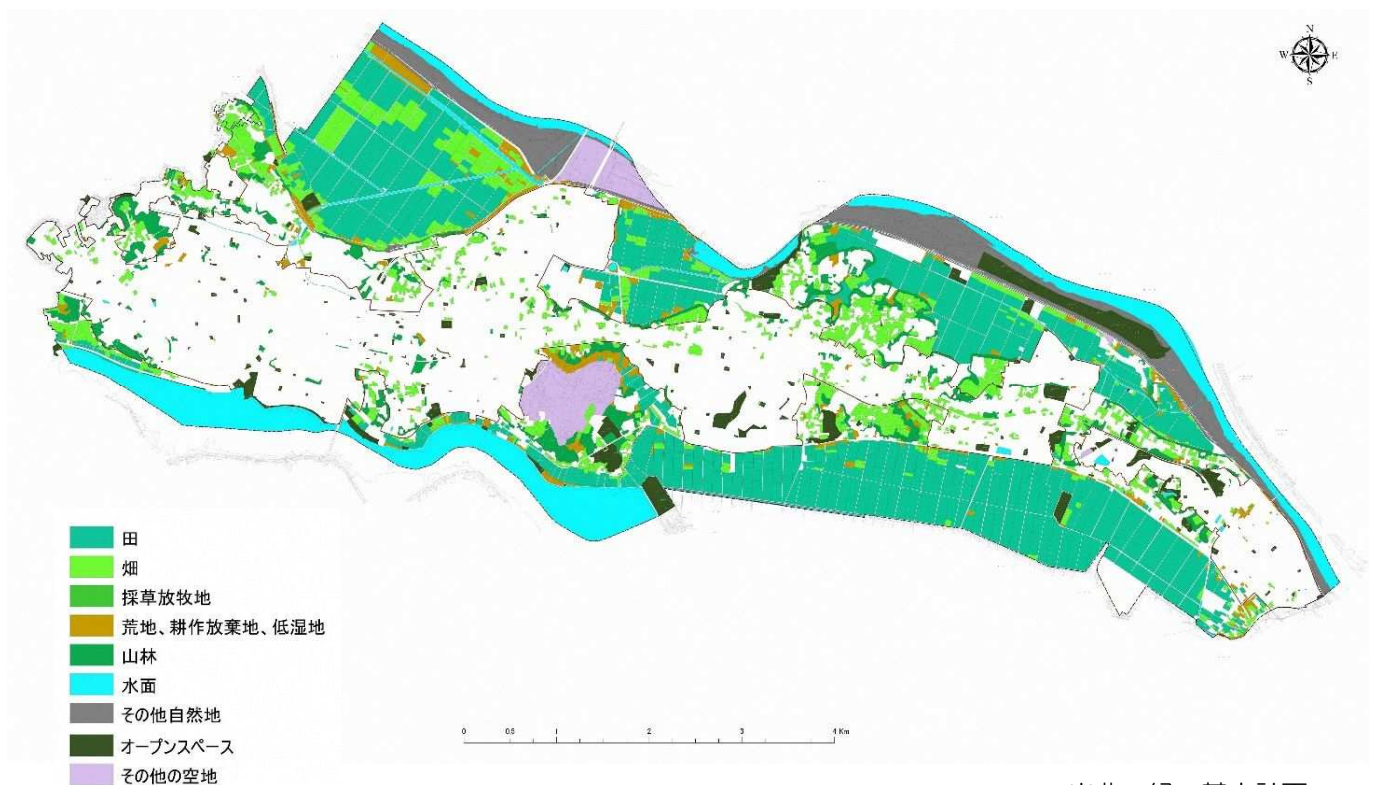 N
W E
S
田
畑
採草放牧地
荒地、耕作放棄地、低湿地
山林
水面
その他自然地
オープンスペース
その他の空地
0 0.5 1 2 3 4 Km